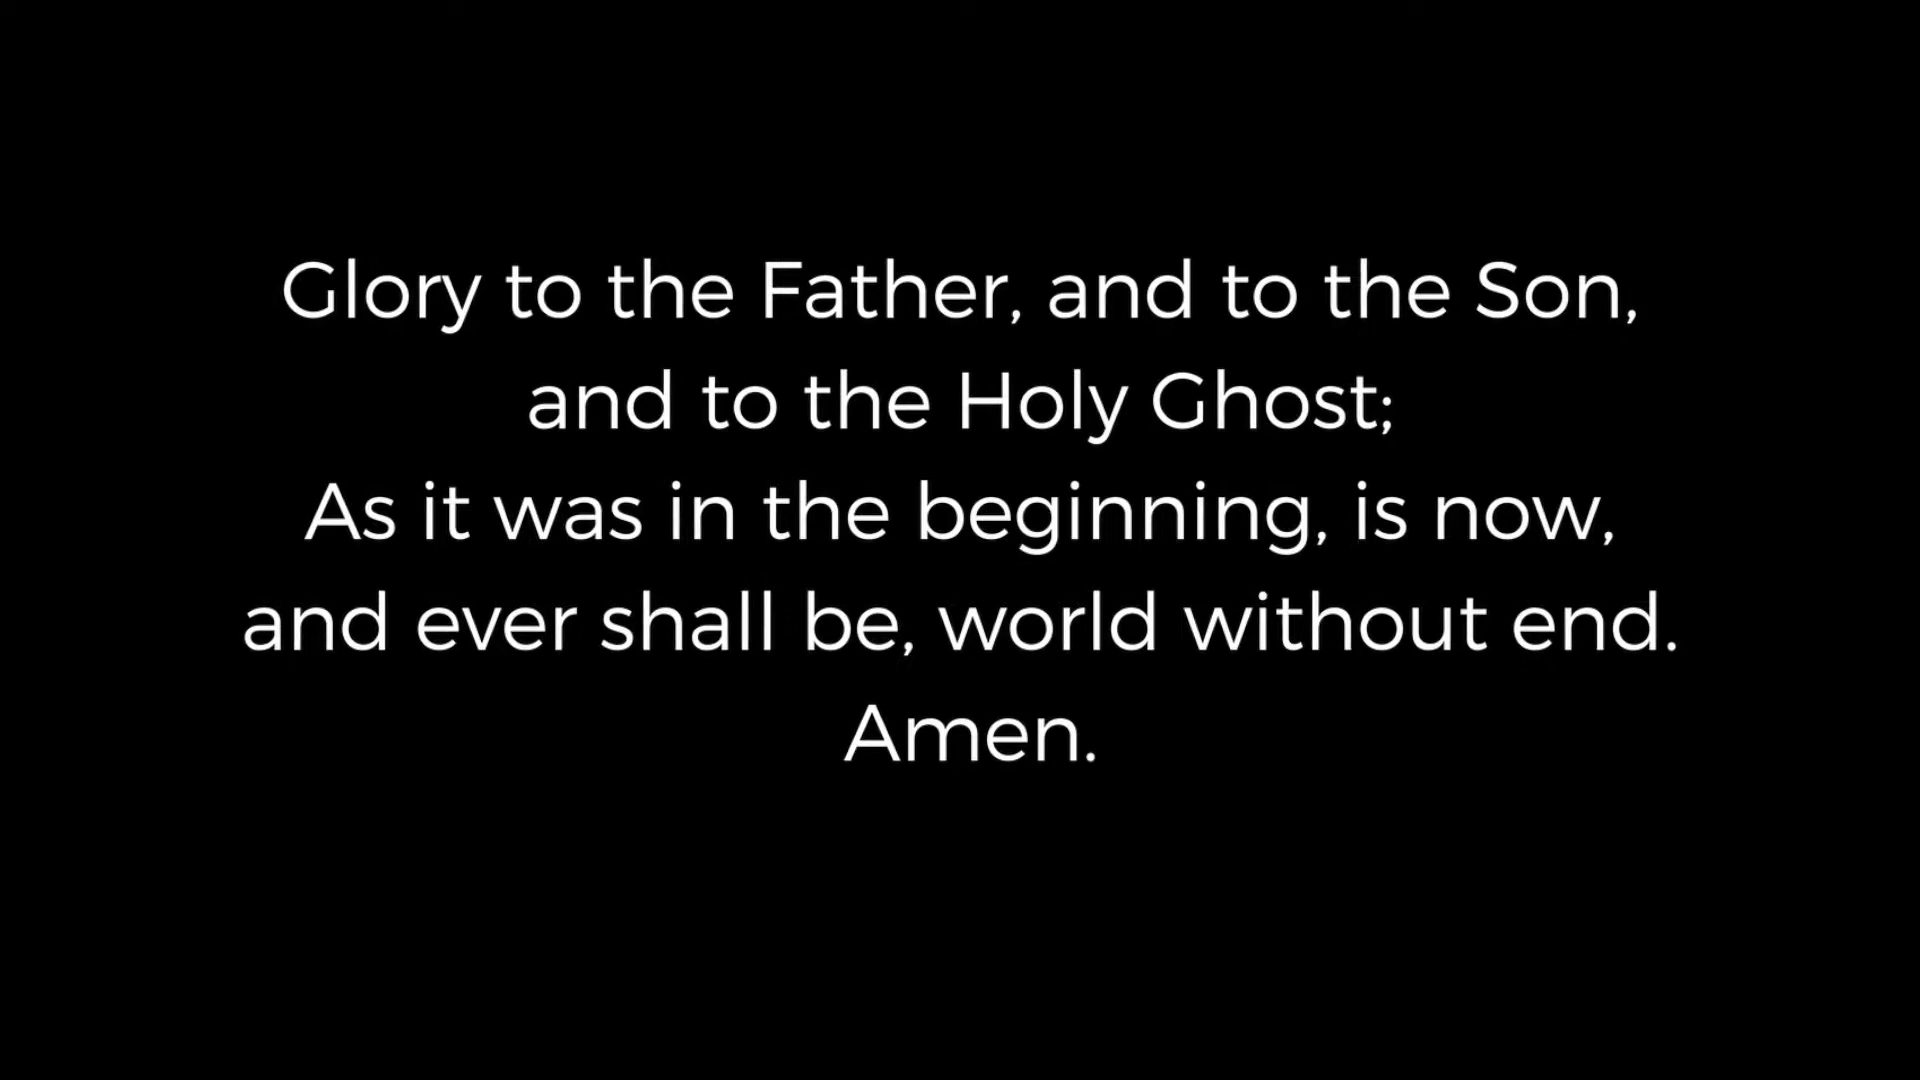 Glory to the Father, and to the Son,
and to the Holy Ghost;
As it was in the beginning, is now,
and ever shall be, world without end.
Amen.